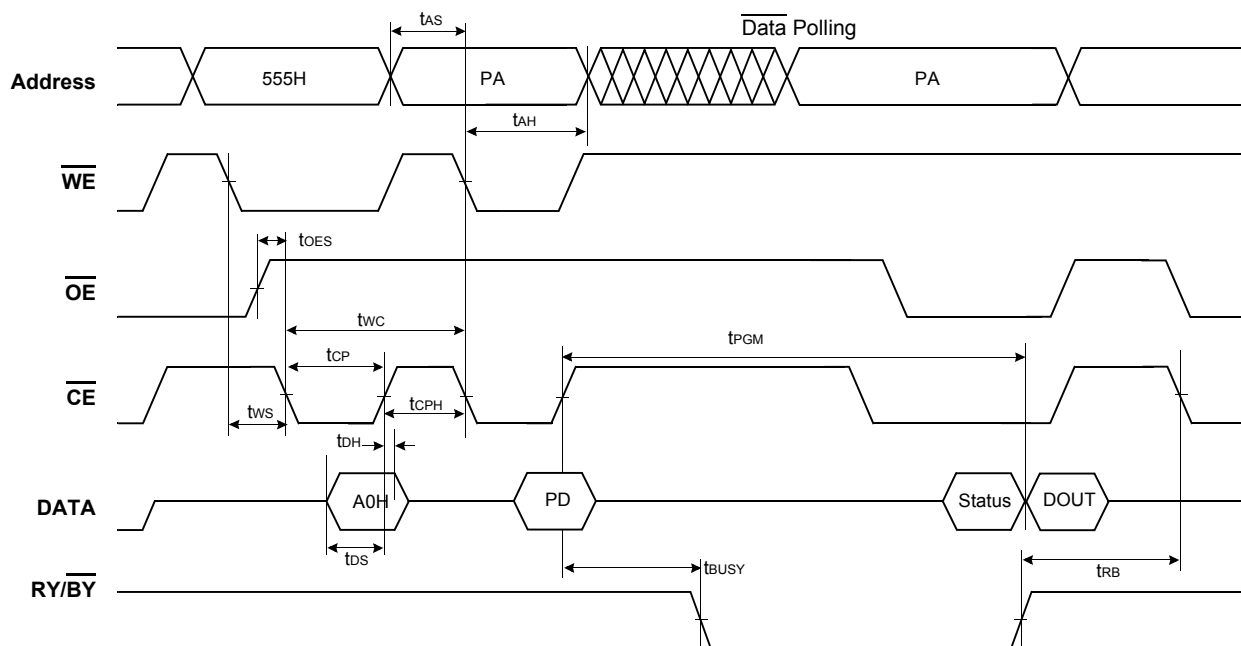 tAS
Data Polling
Address
555H
PA
PA
tAH
WE
tOES
OE
tWC
tPGM
tCP
CE
tCPH
tWS
tDH
DATA
A0H
PD
Status
DOUT
tDS
tBUSY
tRB
RY/BY